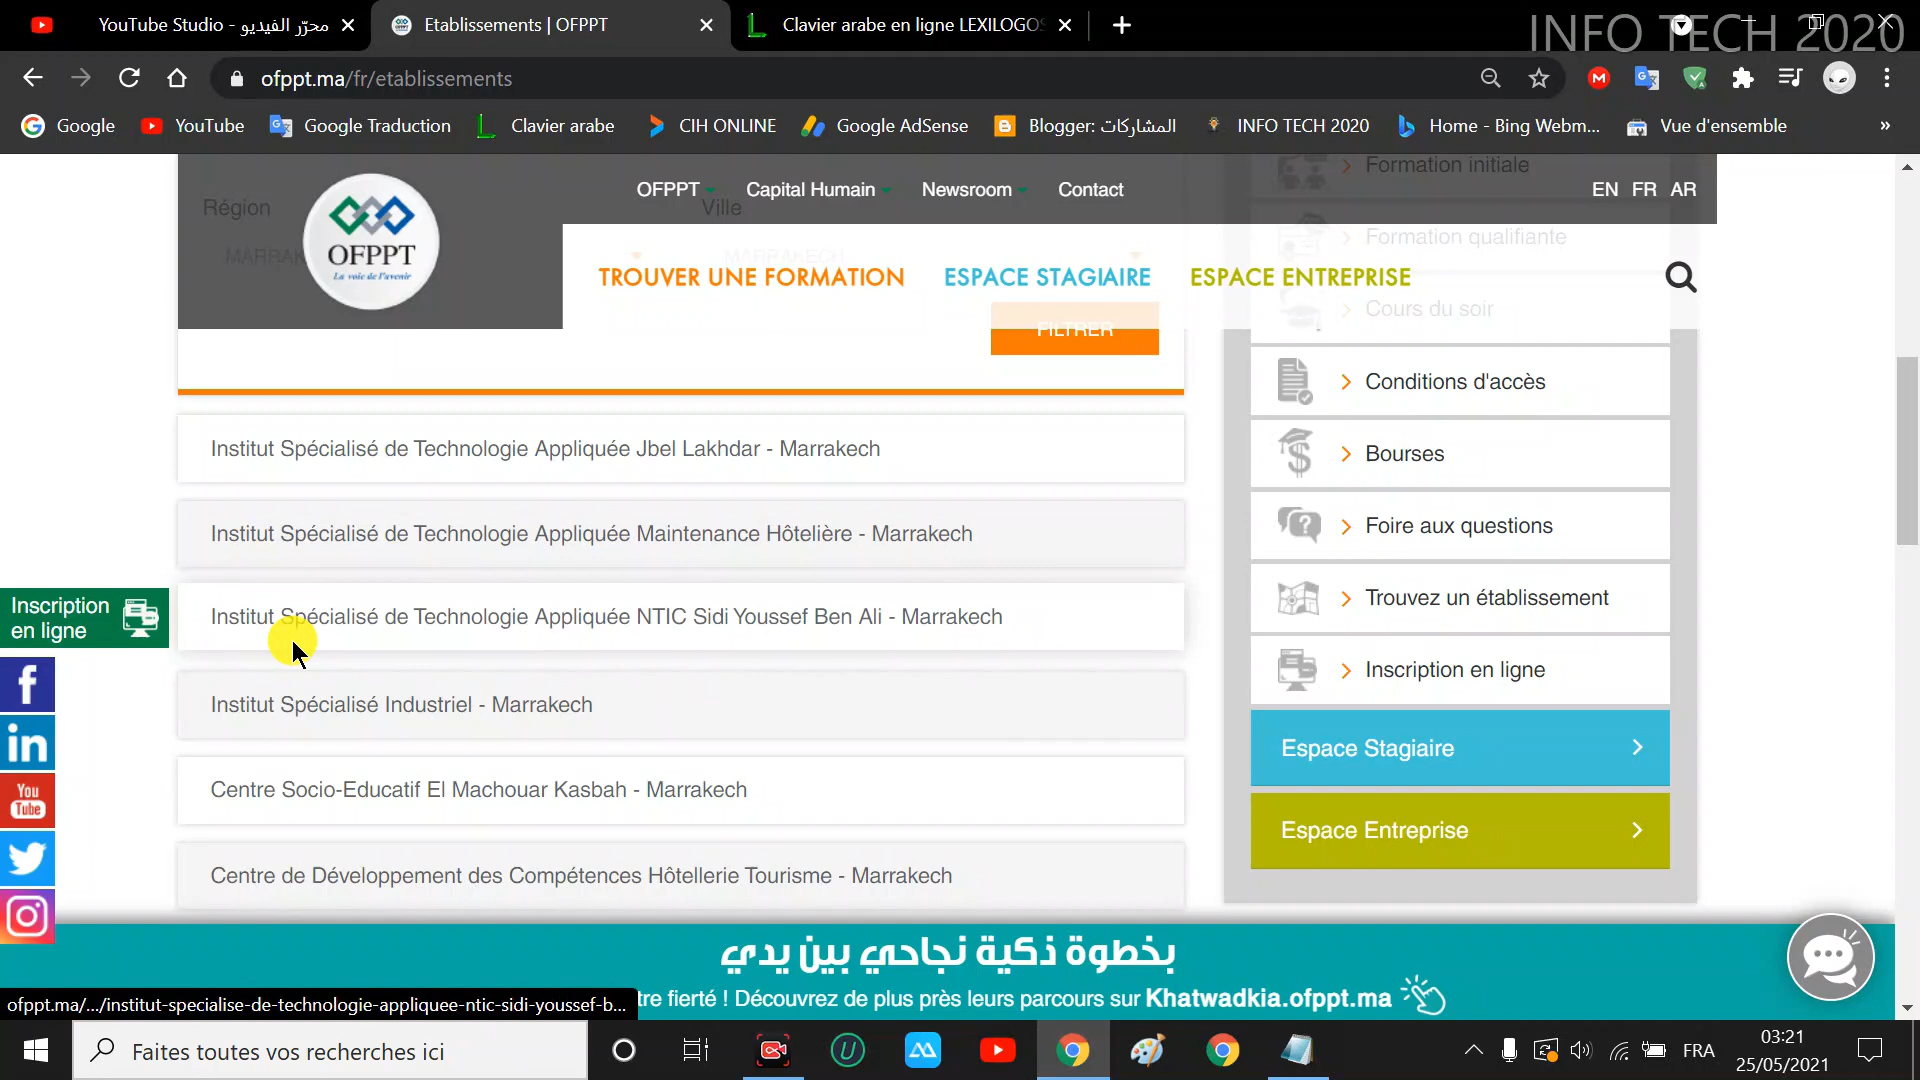 YouTube Studio - محرّر الفيديو
Etablissements | OFPPT
Clavier arabe en ligne LEXILOGOS
INFO TECH 2020
ofppt.ma/fr/etablissements
Google
YouTube
Google Traduction
Clavier arabe
CIH ONLINE
Google AdSense
Blogger: المشاركات
INFO TECH 2020
Home - Bing Webm...
Vue d'ensemble
»
OFPPT
Capital Humain
Newsroom
Contact
EN FR AR
Région
Ville
MARRAK
MARRAKECH
OFPPT
La voie de l'avenir
TROUVER UNE FORMATION
ESPACE STAGIAIRE
ESPACE ENTREPRISE
FILTRER
Institut Spécialisé de Technologie Appliquée Jbel Lakhdar - Marrakech
Institut Spécialisé de Technologie Appliquée Maintenance Hôtelière - Marrakech
Institut Spécialisé de Technologie Appliquée NTIC Sidi Youssef Ben Ali - Marrakech
Institut Spécialisé Industriel - Marrakech
Centre Socio-Educatif El Machouar Kasbah - Marrakech
Centre de Développement des Compétences Hôtellerie Tourisme - Marrakech
Formation initiale
Formation qualifiante
Cours du soir
Conditions d'accès
Bourses
Foire aux questions
Trouvez un établissement
Inscription en ligne
Espace Stagiaire
Espace Entreprise
Inscription
en ligne
You
Tube
بخطوة ذكية نجاحي بين يدي
tre fierté ! Découvrez de plus près leurs parcours sur Khatwadkia.ofppt.ma
ofppt.ma/.../institut-specialise-de-technologie-appliquee-ntic-sidi-youssef-b...
Faites toutes vos recherches ici
FRA
03:21
25/05/2021